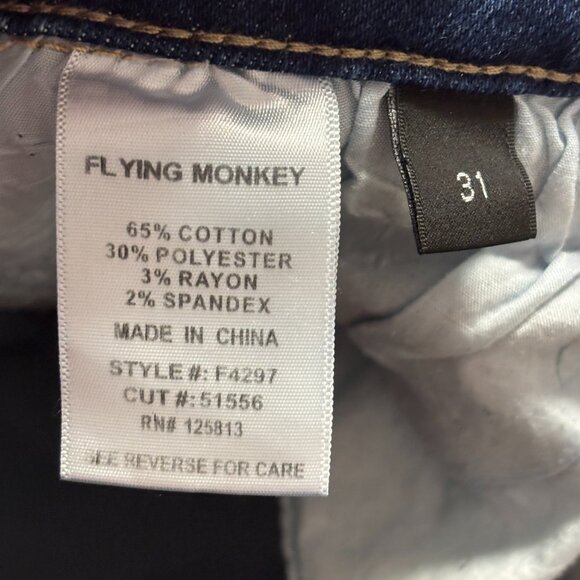 FLYING MONKEY
65% COTTON
30% POLYESTER
3% RAYON
2% SPANDEX
MADE IN CHINA
STYLE#: F4297
CUT #: 51556
RN# 125813
SEE REVERSE FOR CARE
31